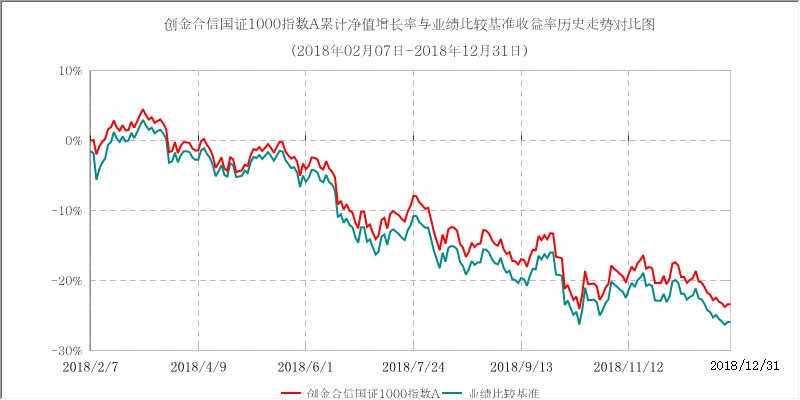 创金合信国证1000指数A累计净值增长率与业绩比较基准收益率历史走势对比图
(2018年02月07日-2018年12月31日)
10%
0%
-10%
-20%
-30%
2018/2/7 2018/4/9 2018/6/1 2018/7/24 2018/9/13 2018/11/12 2018/12/31
创金合信国证1000指数A 业绩比较基准